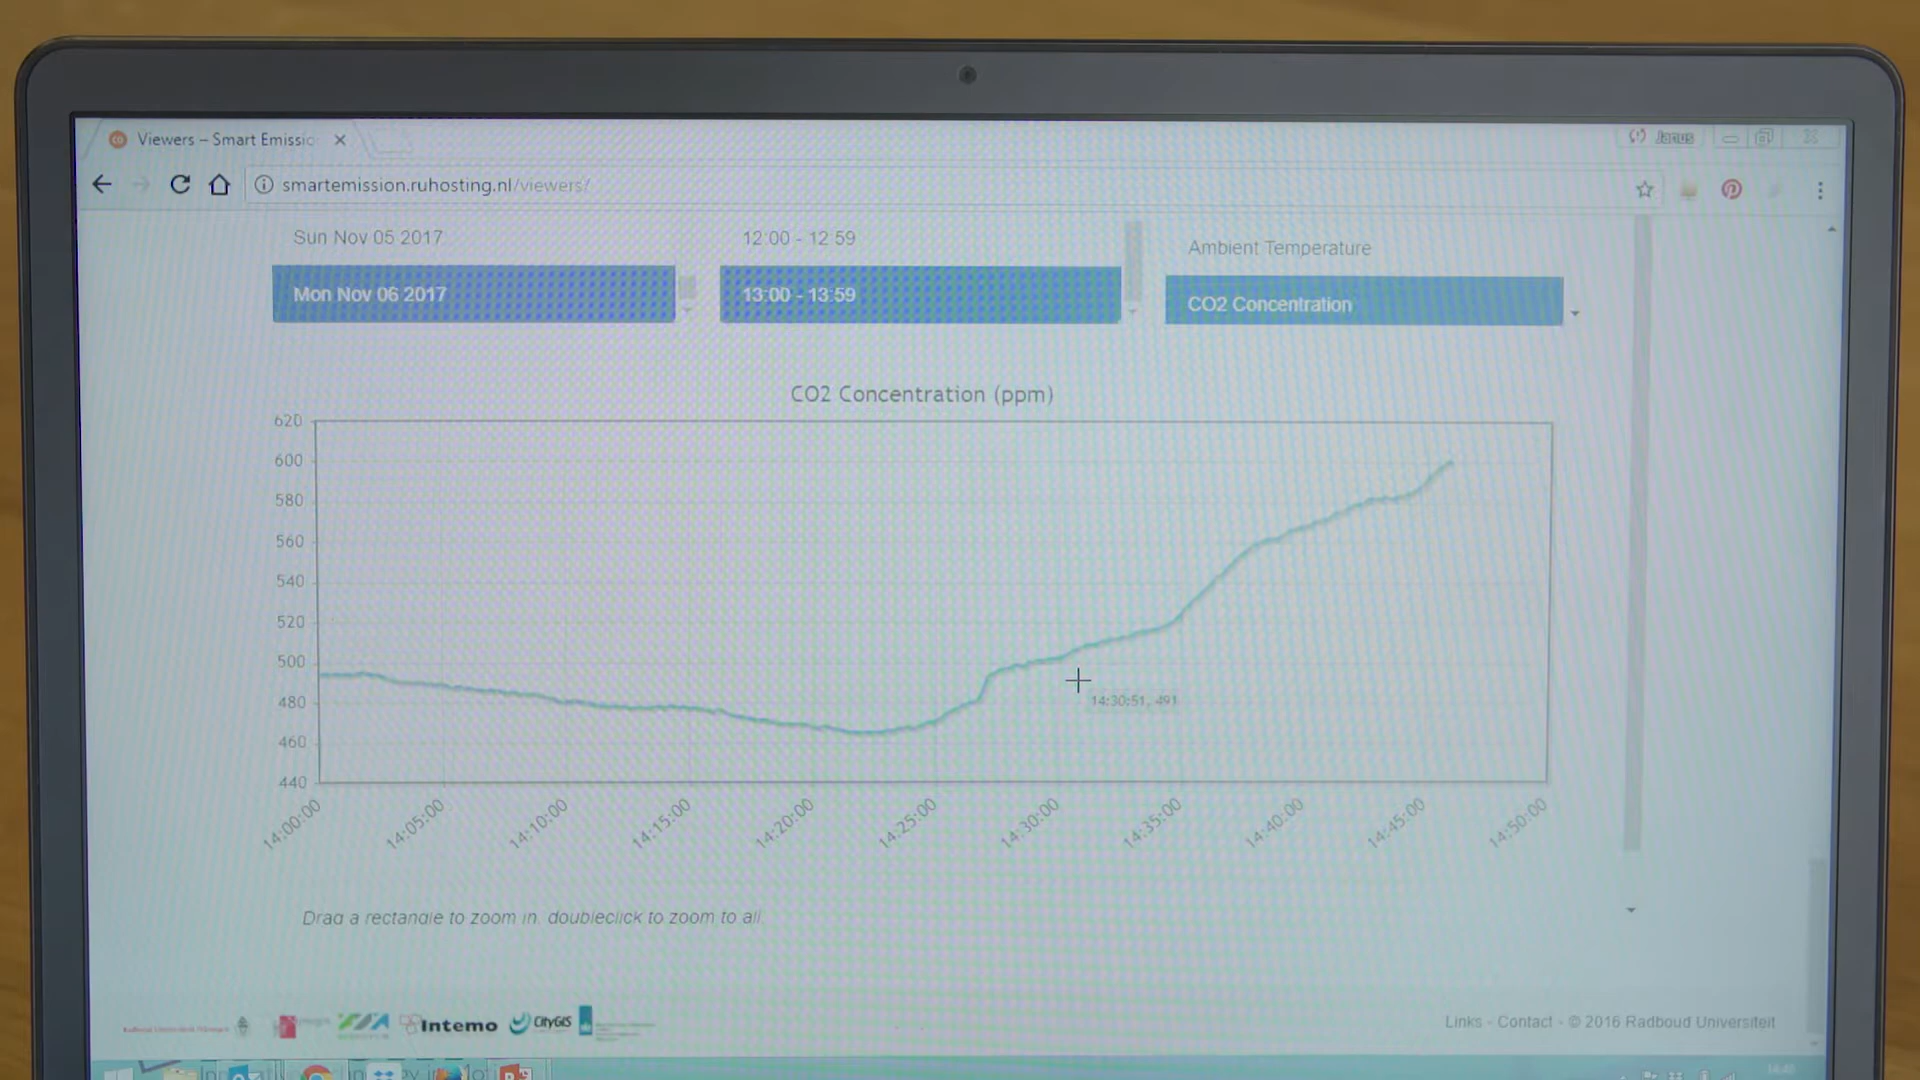 Viewers – Smart Emissio
Janus
smartemission.ruhosting.nl/viewers/
Sun Nov 05 2017
12:00 - 12:59
Ambient Temperature
Mon Nov 06 2017
13:00 - 13:59
CO2 Concentration
CO2 Concentration (ppm)
620
600
580
560
540
520
500
480
460
440
14:30:51, 491
14:00:00
14:05:00
14:10:00
14:15:00
14:20:00
14:25:00
14:30:00
14:35:00
14:40:00
14:45:00
14:50:00
Drag a rectangle to zoom in, doubleclick to zoom to all.
Intemo
CityGIS
Links - Contact - © 2016 Radboud Universiteit